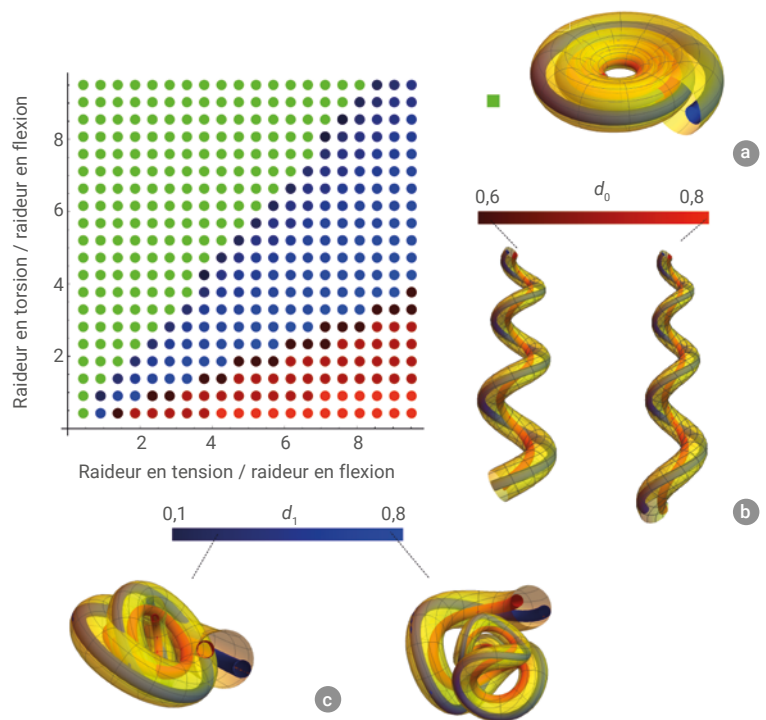 a
0,6
d0
0,8
b
Raideur en torsion / raideur en flexion
8
6
4
2
2
4
6
8
Raideur en tension / raideur en flexion
0,1
d1
0,8
c